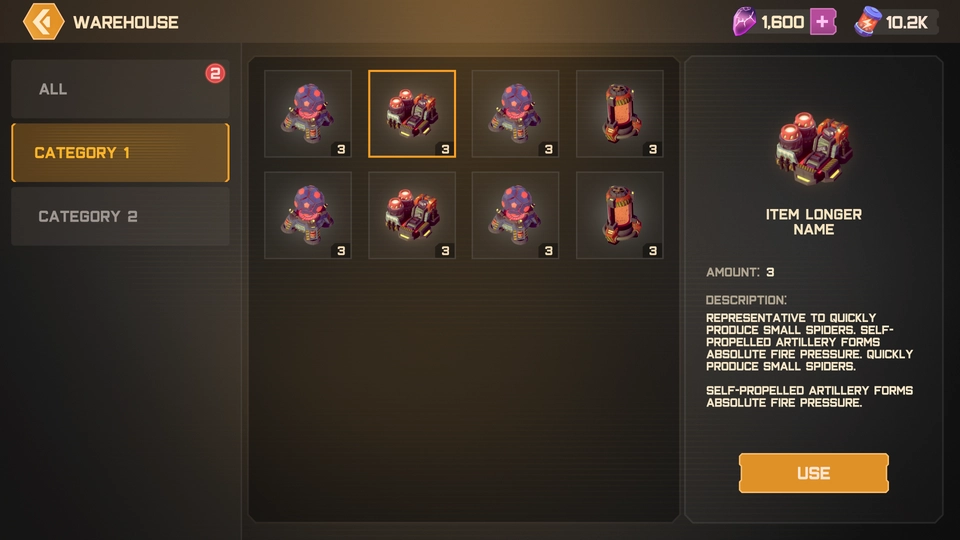 WAREHOUSE
1,600
10.2K
ALL
2
CATEGORY 1
CATEGORY 2
3
3
3
3
3
3
3
3
ITEM LONGER
NAME
AMOUNT: 3
DESCRIPTION:
REPRESENTATIVE TO QUICKLY
PRODUCE SMALL SPIDERS. SELF-
PROPELLED ARTILLERY FORMS
ABSOLUTE FIRE PRESSURE. QUICKLY
PRODUCE SMALL SPIDERS.
SELF-PROPELLED ARTILLERY FORMS
ABSOLUTE FIRE PRESSURE.
USE